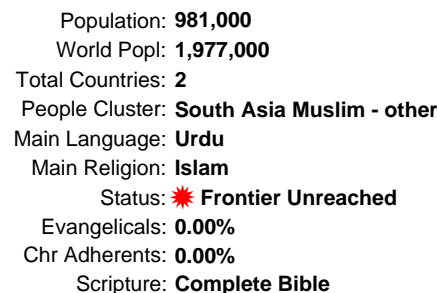 Population: 981,000
World Popl: 1,977,000
Total Countries: 2
People Cluster: South Asia Muslim - other
Main Language: Urdu
Main Religion: Islam
Status: Frontier Unreached
Evangelicals: 0.00%
Chr Adherents: 0.00%
Scripture: Complete Bible